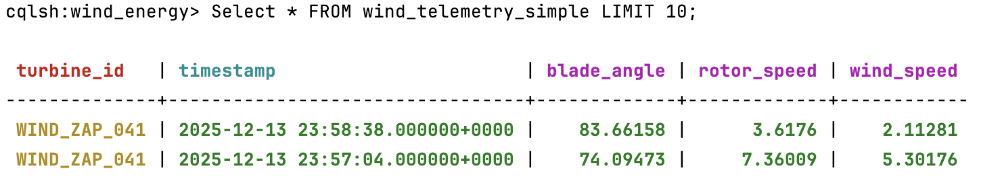 cqlsh:wind_energy> Select * FROM wind_telemetry_simple LIMIT 10;
turbine_id | timestamp | blade_angle | rotor_speed | wind_speed
--------------+---------------------------------+-------------+-------------+------------
WIND_ZAP_041 | 2025-12-13 23:58:38.000000+0000 | 83.66158 | 3.6176 | 2.11281
WIND_ZAP_041 | 2025-12-13 23:57:04.000000+0000 | 74.09473 | 7.36009 | 5.30176